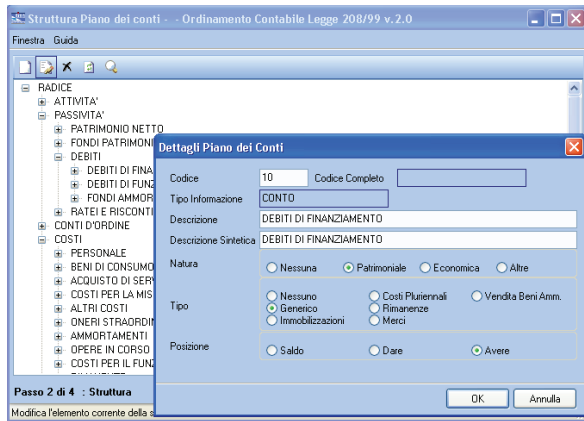 Struttura Piano dei conti - - Ordinamento Contabile Legge 208/99 v.2.0
Finestra Guida
RADICE
ATTIVITA'
PASSIVITA'
PATRIMONIO NETTO
FONDI PATRIMONI
DEBITI
DEBITI DI FINA
DEBITI DI FUNZ
FONDI AMMOR
RATEI E RISCONTI
CONTI D'ORDINE
COSTI
PERSONALE
BENI DI CONSUMO
ACQUISTO DI SER
COSTI PER LA MIS
ALTRI COSTI
ONERI STRAORDIN
AMMORTAMENTI
OPERE IN CORSO
COSTI PER IL FUNZ
Passo 2 di 4 : Struttura
Modifica l'elemento corrente della s
Dettagli Piano dei Conti
Codice 10 Codice Completo
Tipo Informazione CONTO
Descrizione DEBITI DI FINANZIAMENTO
Descrizione Sintetica DEBITI DI FINANZIAMENTO
Natura Nessuna Patrimoniale Economica Altre
Nessuno Costi Pluriennali Vendita Beni Amm.
Tipo Generico Rimanenze
Immobilizzazioni Merci
Posizione Saldo Dare Avere
OK Annulla